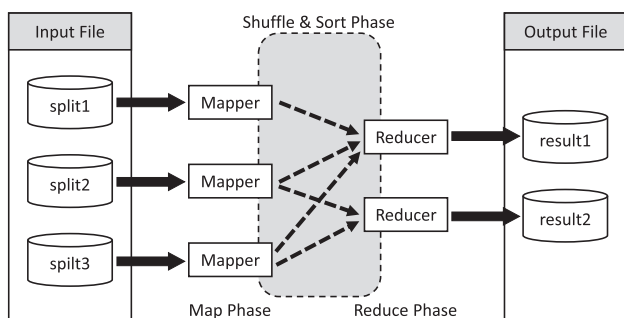 Shuffle & Sort Phase
Input File
Output File
split1
Mapper
split2
Mapper
spilt3
Mapper
Reducer
Reducer
result1
result2
Map Phase
Reduce Phase